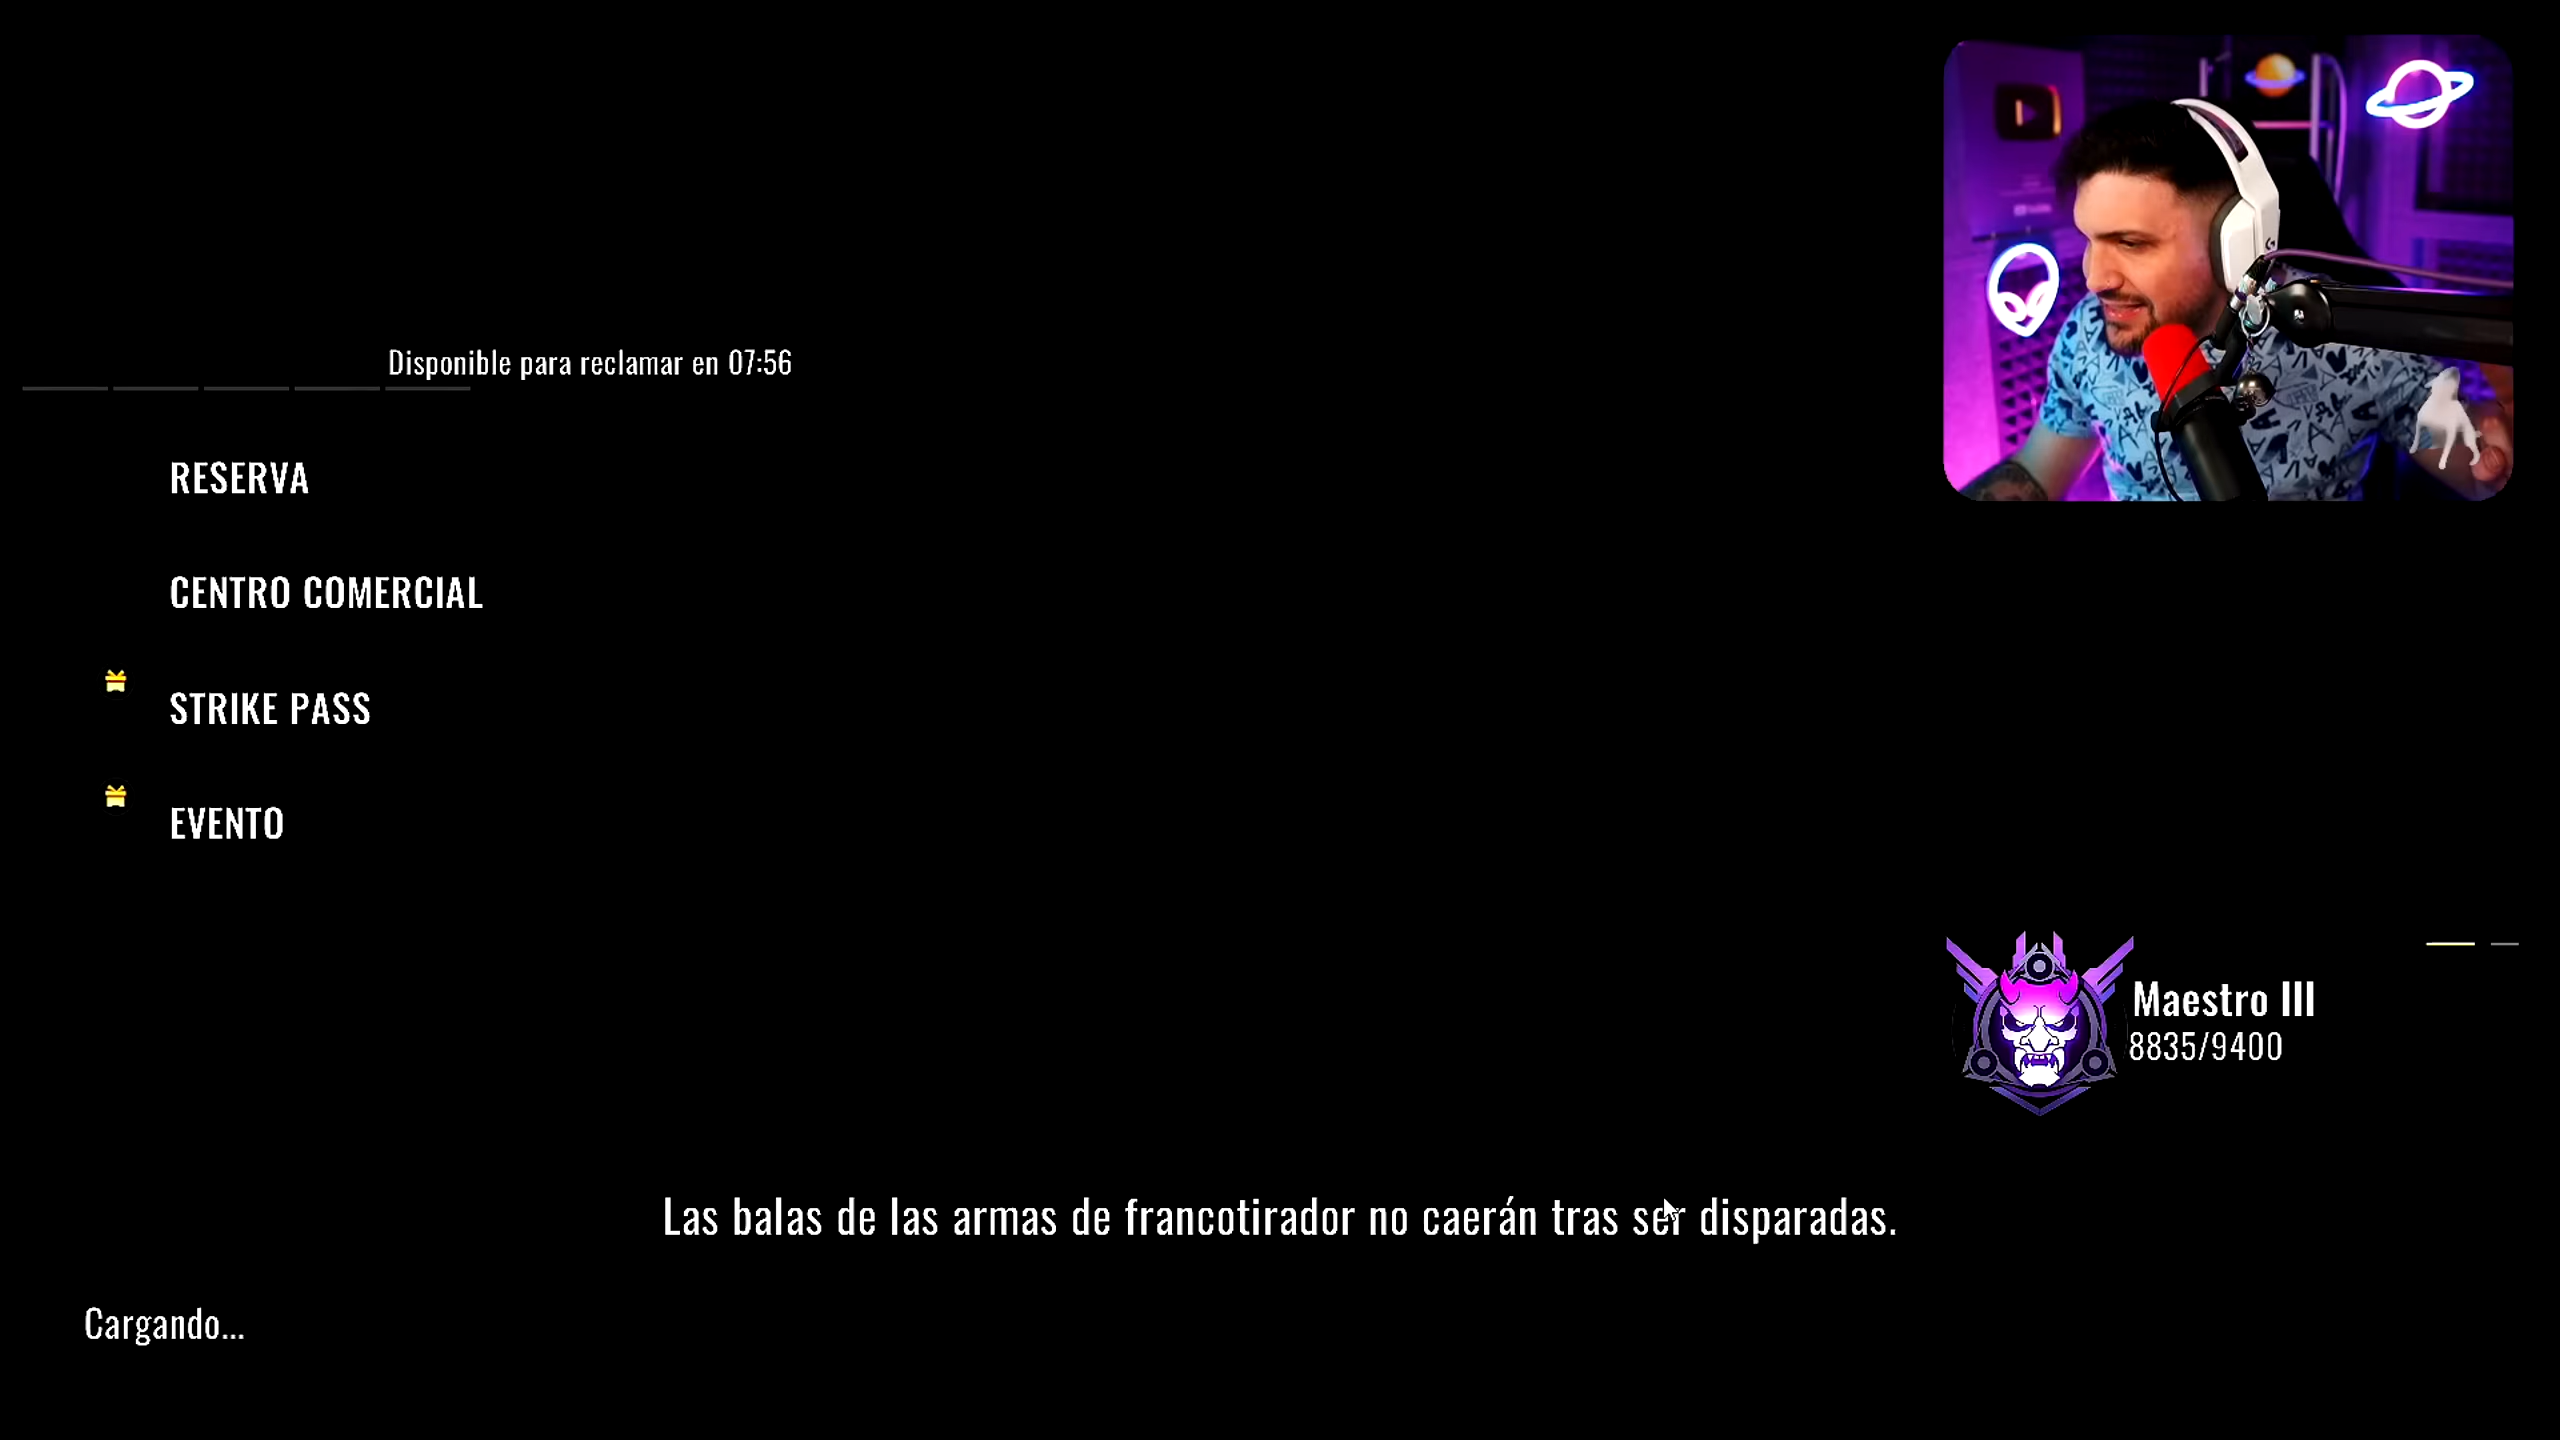 Disponible para reclamar en 07:56
RESERVA
CENTRO COMERCIAL
STRIKE PASS
EVENTO
Maestro III
8835/9400
Las balas de las armas de francotirador no caerán tras ser disparadas.
Cargando...